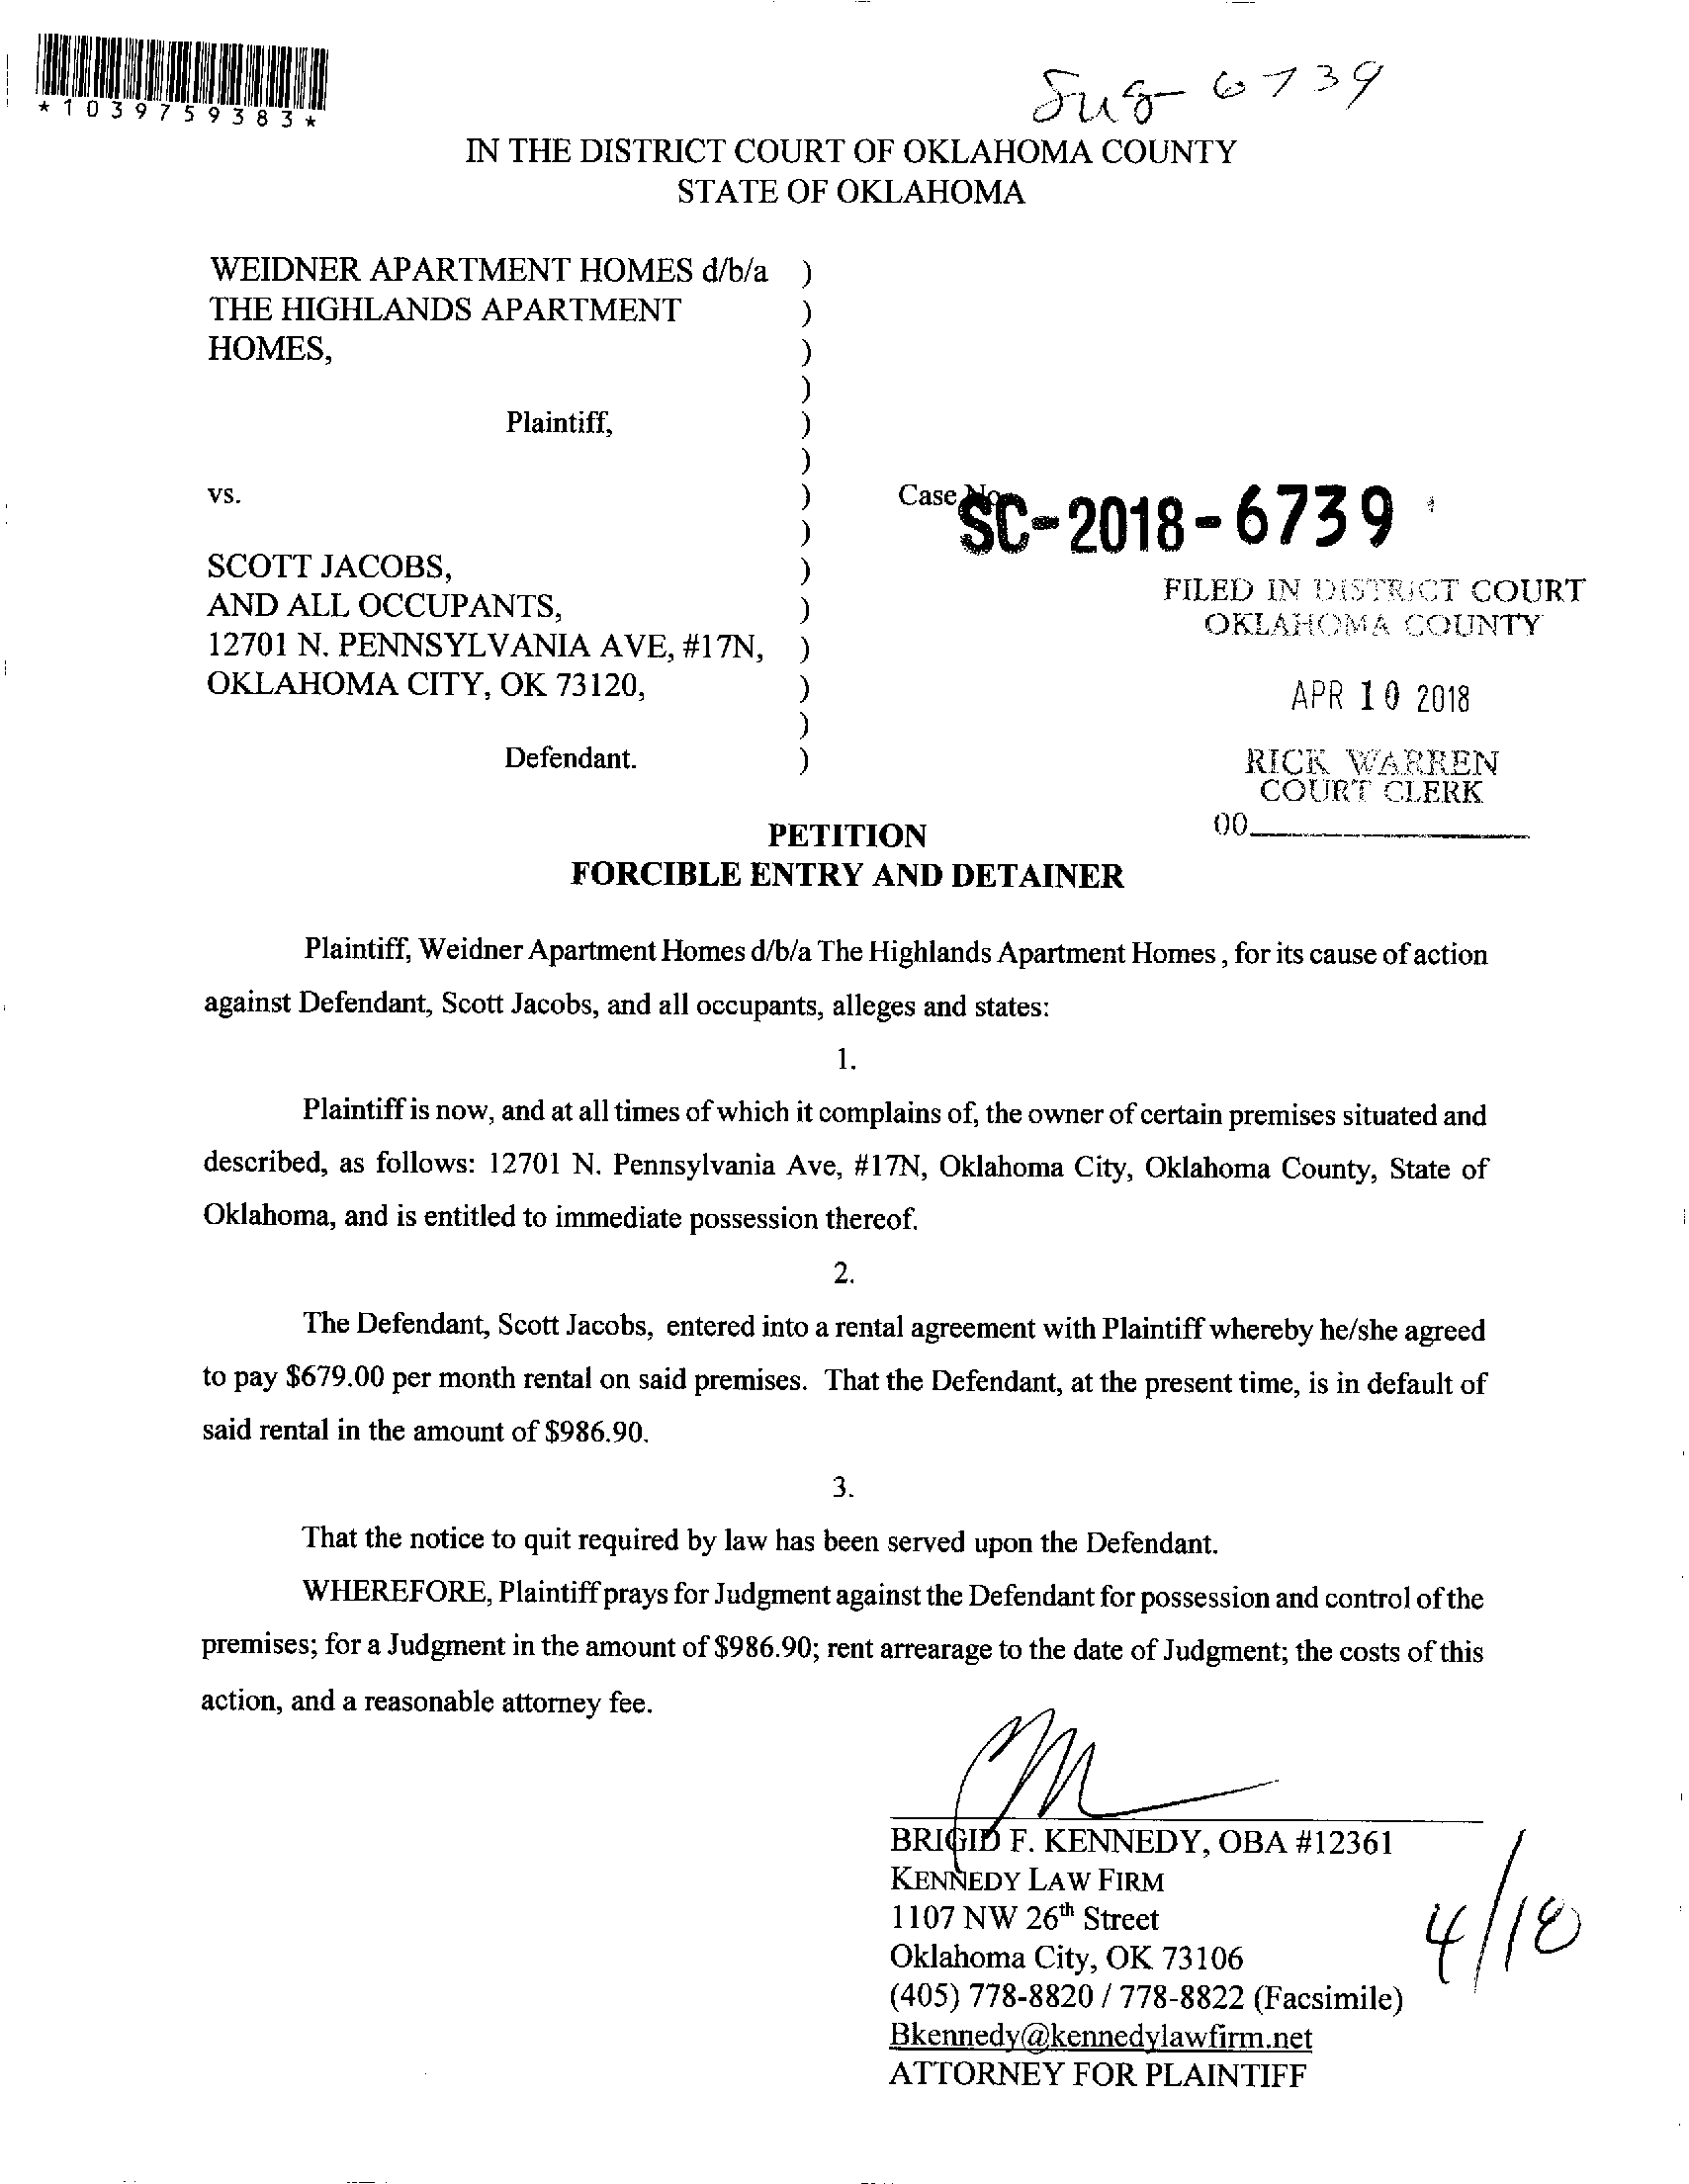 *1039759383*
6739
IN THE DISTRICT COURT OF OKLAHOMA COUNTY
STATE OF OKLAHOMA
WEIDNER APARTMENT HOMES d/b/a )
THE HIGHLANDS APARTMENT )
HOMES, )
)
Plaintiff, )
)
vs. ) Case No. SC-2018-6739
)
SCOTT JACOBS, )
AND ALL OCCUPANTS, )
12701 N. PENNSYLVANIA AVE, #17N, )
OKLAHOMA CITY, OK 73120, )
)
Defendant. )
FILED IN DISTRICT COURT
OKLAHOMA COUNTY
APR 10 2018
RICK WARREN
COURT CLERK
00
PETITION
FORCIBLE ENTRY AND DETAINER
Plaintiff, Weidner Apartment Homes d/b/a The Highlands Apartment Homes , for its cause of action
against Defendant, Scott Jacobs, and all occupants, alleges and states:
1.
Plaintiff is now, and at all times of which it complains of, the owner of certain premises situated and
described, as follows: 12701 N. Pennsylvania Ave, #17N, Oklahoma City, Oklahoma County, State of
Oklahoma, and is entitled to immediate possession thereof.
2.
The Defendant, Scott Jacobs, entered into a rental agreement with Plaintiff whereby he/she agreed
to pay $679.00 per month rental on said premises. That the Defendant, at the present time, is in default of
said rental in the amount of $986.90.
3.
That the notice to quit required by law has been served upon the Defendant.
WHEREFORE, Plaintiff prays for Judgment against the Defendant for possession and control of the
premises; for a Judgment in the amount of $986.90; rent arrearage to the date of Judgment; the costs of this
action, and a reasonable attorney fee.
BRIGID F. KENNEDY, OBA #12361
KENNEDY LAW FIRM
1107 NW 26th Street
Oklahoma City, OK 73106
(405) 778-8820 / 778-8822 (Facsimile)
Bkennedy@kennedylawfirm.net
ATTORNEY FOR PLAINTIFF
4/18